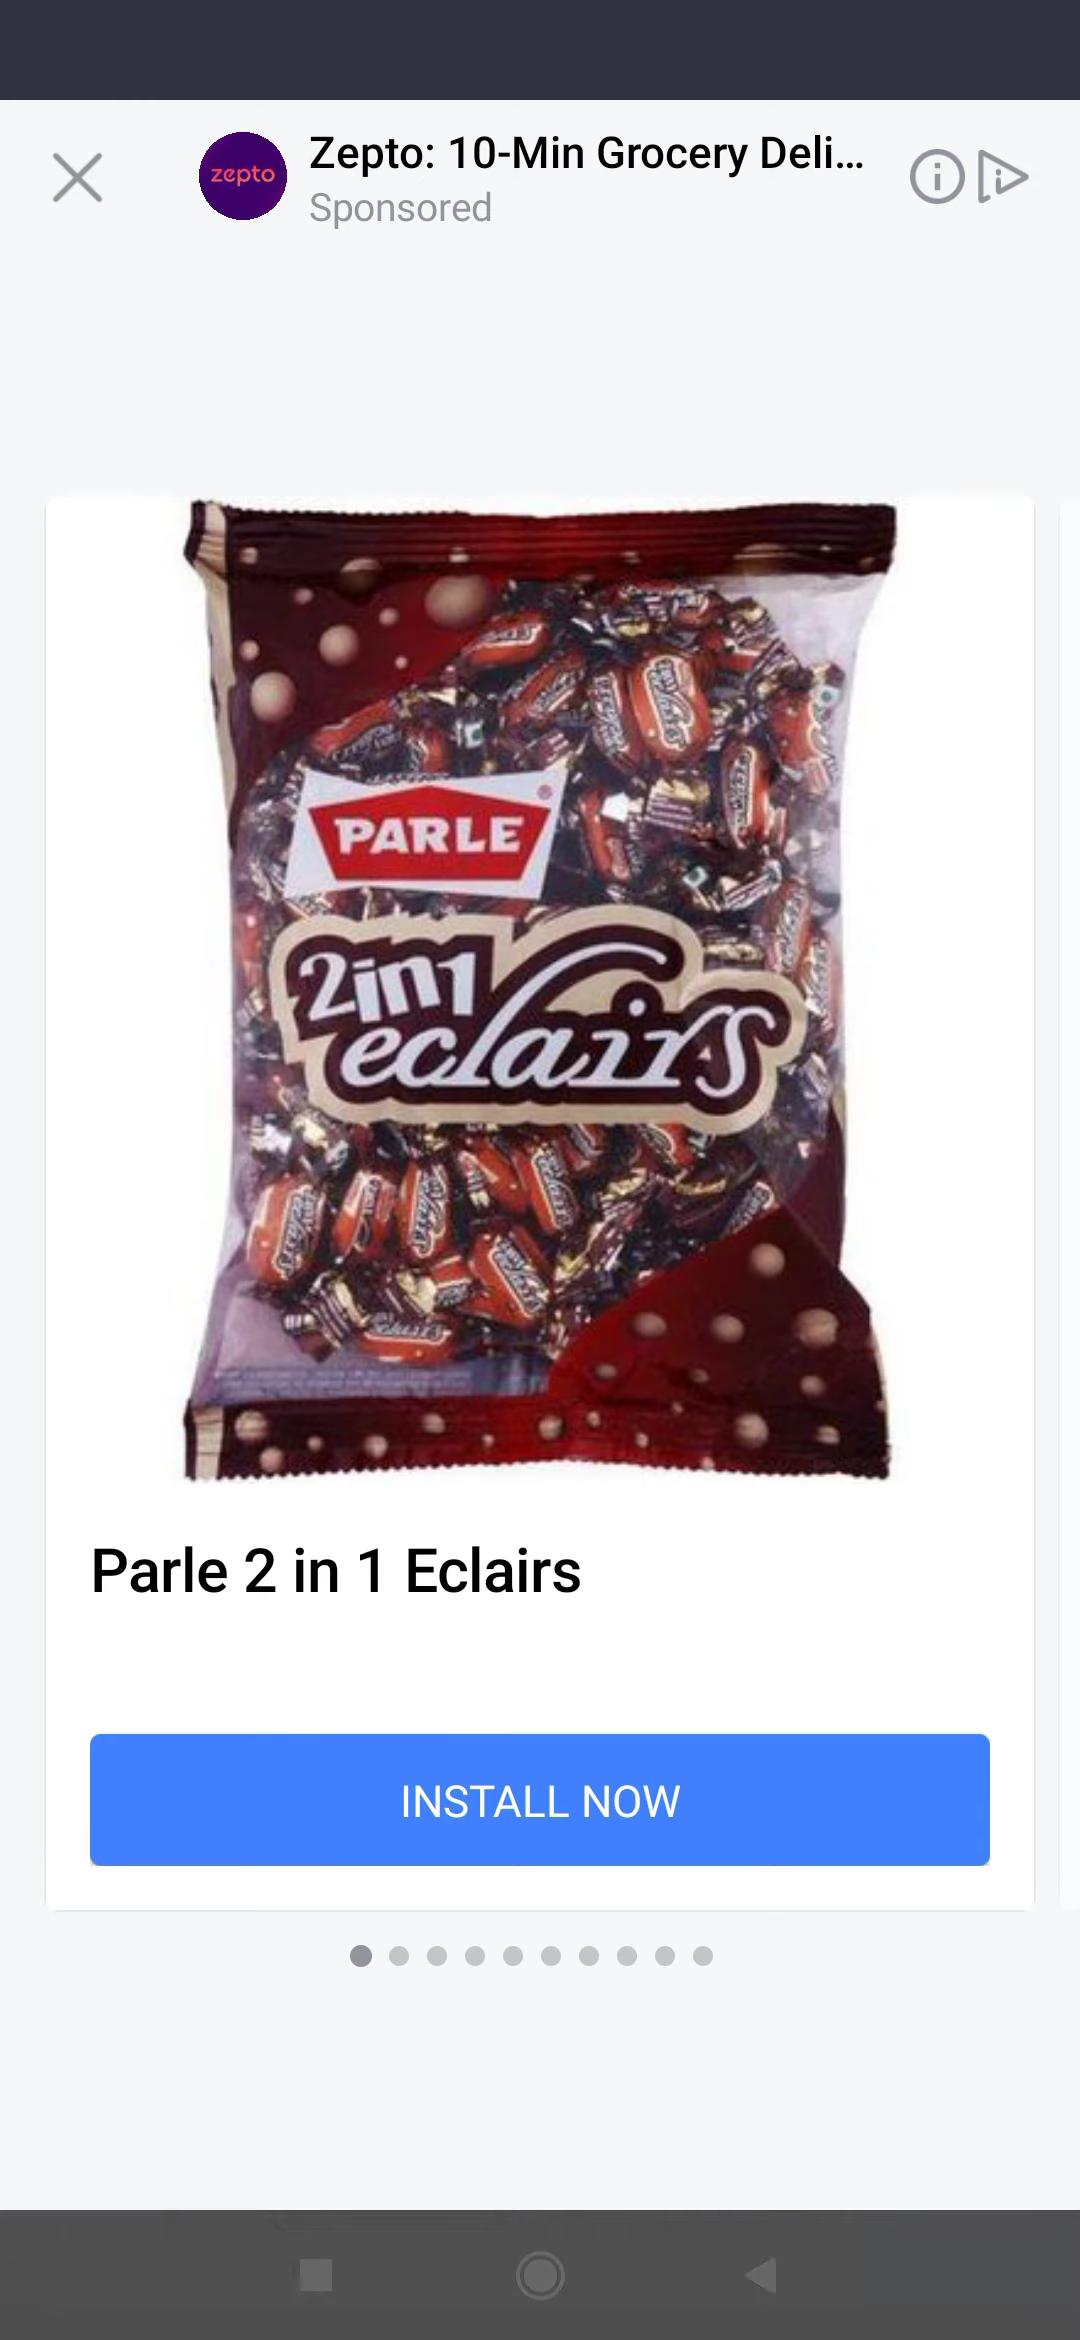 zepto
Zepto: 10-Min Grocery Deli...
Sponsored
PARLE
®
2in1
eclairs
Parle 2 in 1 Eclairs
INSTALL NOW